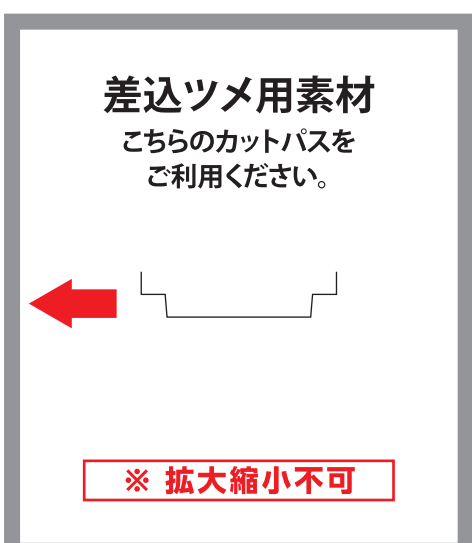 差込ツメ用素材
こちらのカットパスを
ご利用ください。
※ 拡大縮小不可